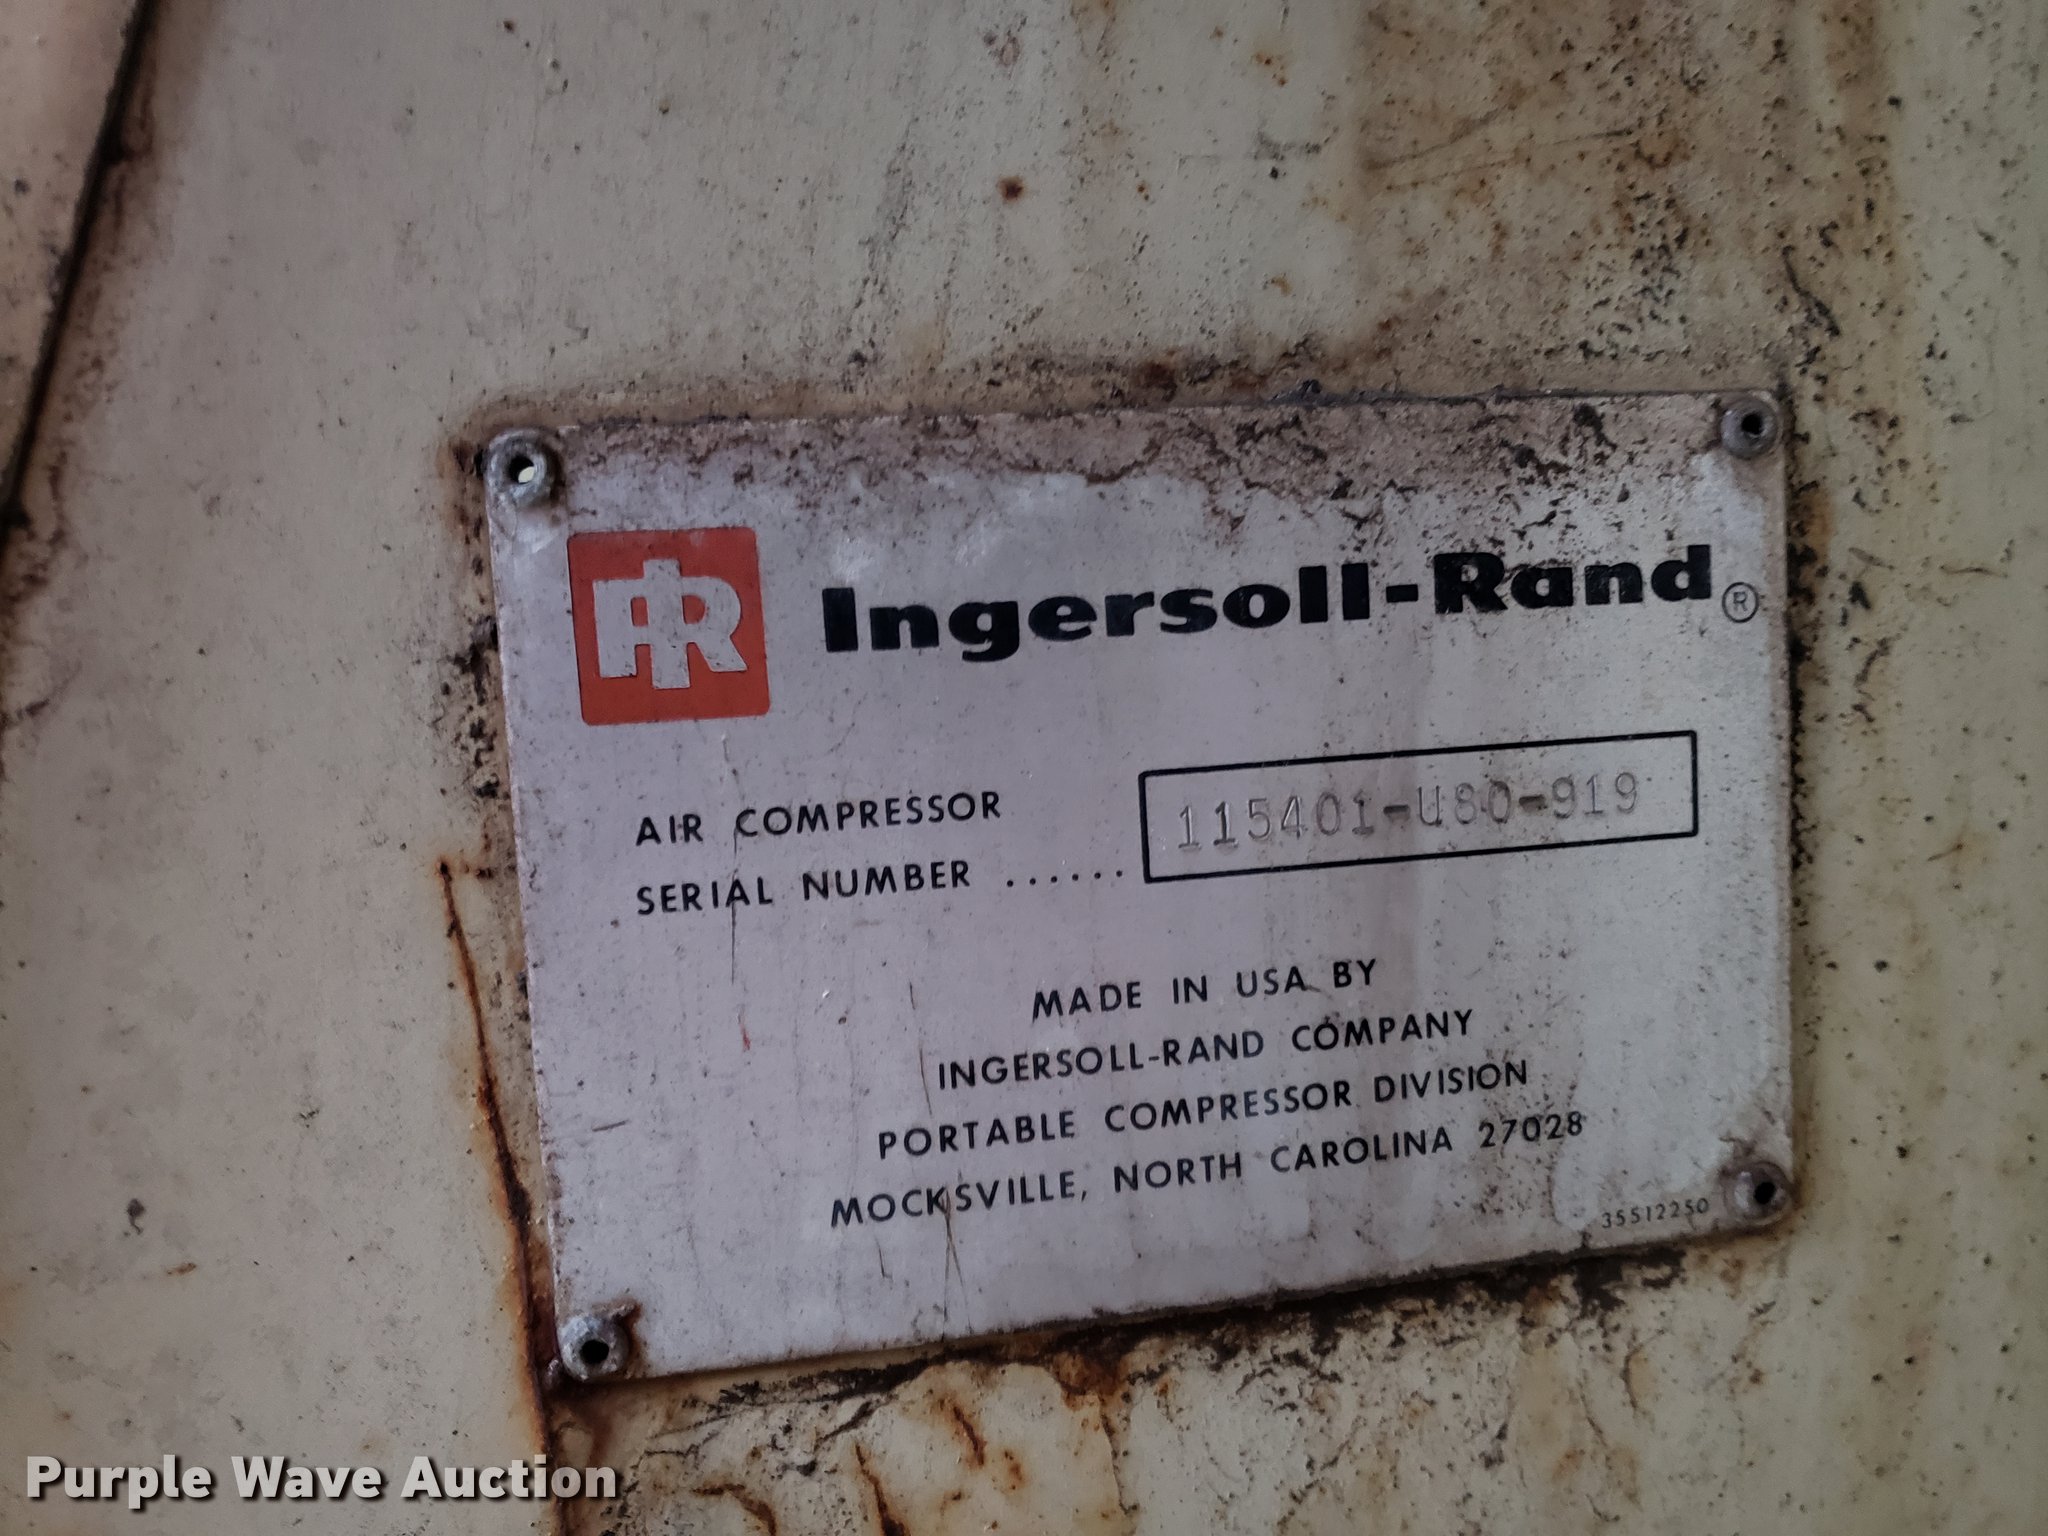 IR Ingersoll-Rand®
AIR COMPRESSOR
SERIAL NUMBER ...... 115401-U80-919
MADE IN USA BY
INGERSOLL-RAND COMPANY
PORTABLE COMPRESSOR DIVISION
MOCKSVILLE, NORTH CAROLINA 27028
35512250
Purple Wave Auction